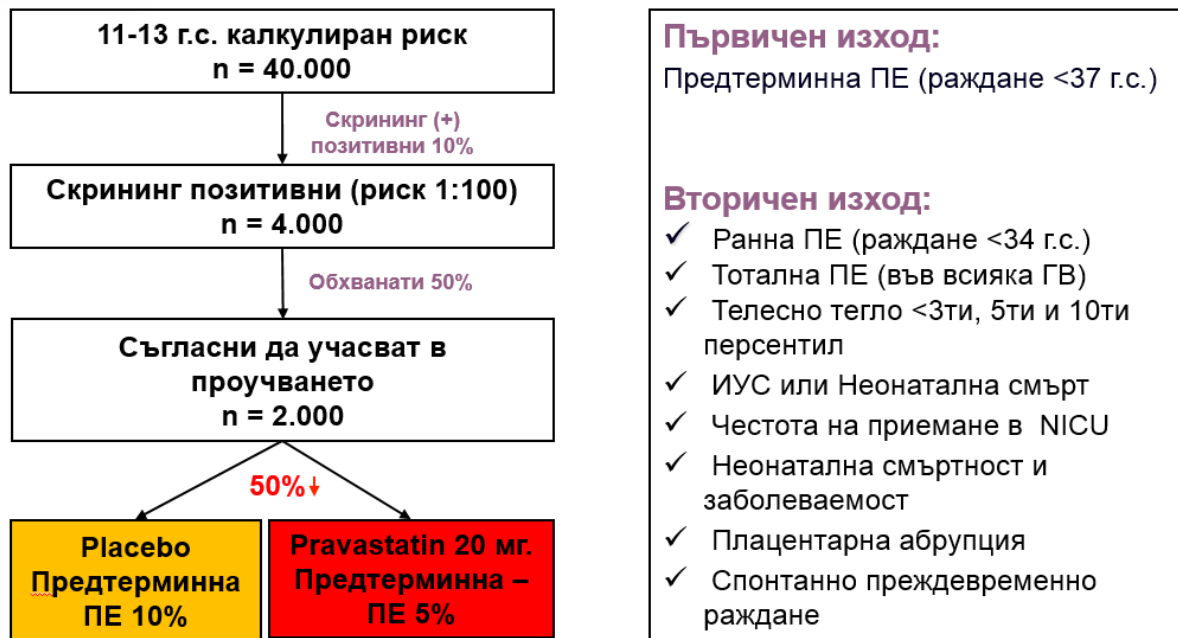 11-13 г.с. калкулиран риск
n = 40.000
Скрининг (+)
позитивни 10%
Скрининг позитивни (риск 1:100)
n = 4.000
Обхванати 50%
Съгласни да учасват в
проучването
n = 2.000
50%↓
Placebo
Предтерминна
ПЕ 10%
Pravastatin 20 мг.
Предтерминна –
ПЕ 5%
Първичен изход:
Предтерминна ПЕ (раждане <37 г.с.)
Вторичен изход:
✓ Ранна ПЕ (раждане <34 г.с.)
✓ Тотална ПЕ (във всяка ГВ)
✓ Телесно тегло <3ти, 5ти и 10ти
персентил
✓ ИУС или Неонатална смърт
✓ Честота на приемане в NICU
✓ Неонатална смъртност и
заболеваемост
✓ Плацентарна абрупция
✓ Спонтанно преждевременно
раждане